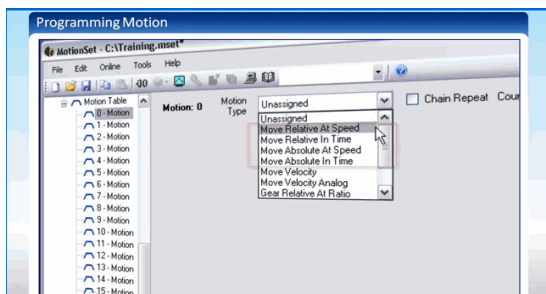 Programming Motion
MotionSet - C:\Training.mset*
File Edit Online Tools Help
Motion Table
0 - Motion
1 - Motion
2 - Motion
3 - Motion
4 - Motion
5 - Motion
6 - Motion
7 - Motion
8 - Motion
9 - Motion
10 - Motion
11 - Motion
12 - Motion
13 - Motion
14 - Motion
15 - Motion
Motion: 0
Motion Type
Unassigned
Chain Repeat
Unassigned
Move Relative At Speed
Move Relative In Time
Move Absolute At Speed
Move Absolute In Time
Move Velocity
Move Velocity Analog
Gear Relative At Ratio